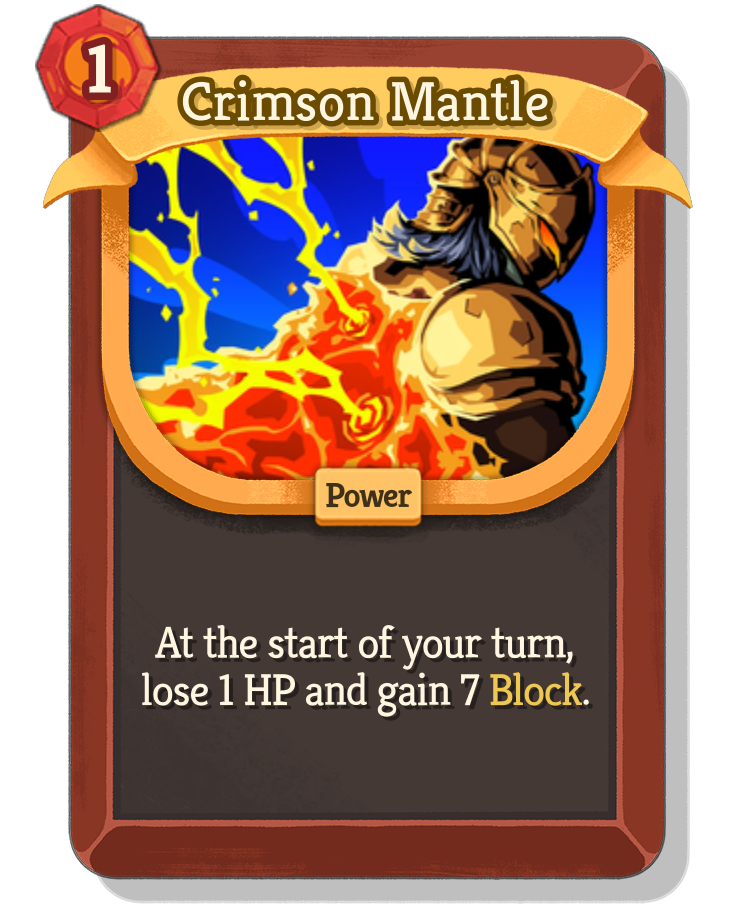 1
Crimson Mantle
Power
At the start of your turn,
lose 1 HP and gain 7 Block.